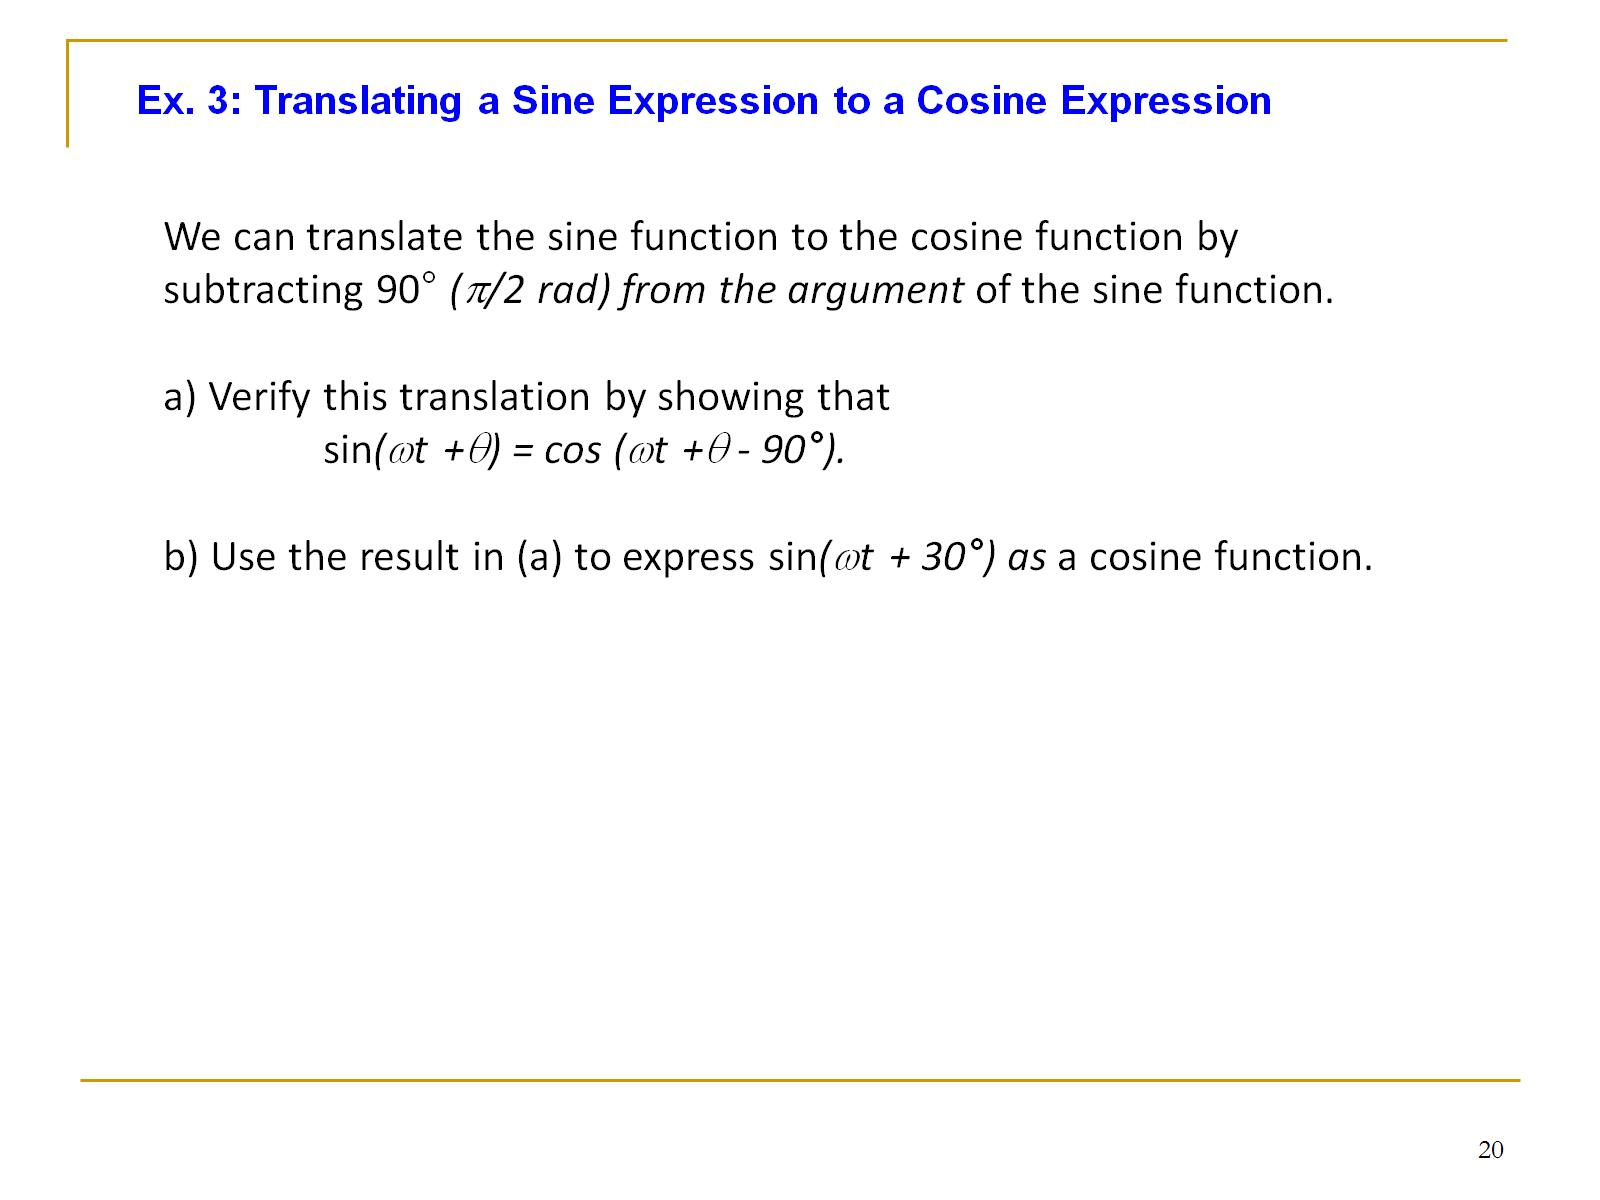 Ex. 3: Translating a Sine Expression to a Cosine Expression
We can translate the sine function to the cosine function by
subtracting 90° (π/2 rad) from the argument of the sine function.
a) Verify this translation by showing that
sin(ωt +θ) = cos (ωt +θ - 90°).
b) Use the result in (a) to express sin(ωt + 30°) as a cosine function.
20